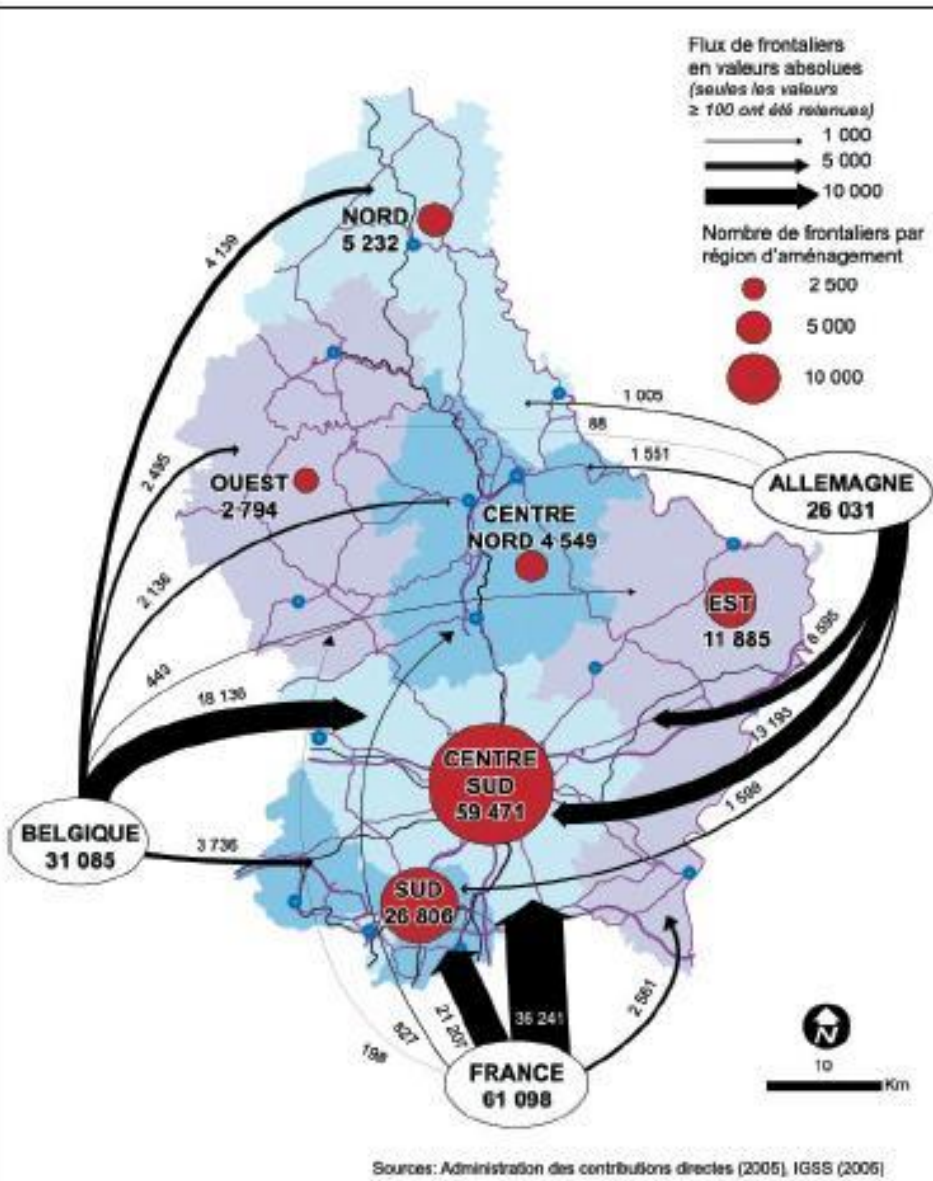 Flux de frontaliers
en valeurs absolues
(seules les valeurs
≥ 100 ont été retenues)
1 000
5 000
10 000
Nombre de frontaliers par
région d'aménagement
2 500
5 000
10 000
NORD
5 232
4 139
1 005
88
1 551
2 495
OUEST
2 794
CENTRE
NORD 4 549
ALLEMAGNE
26 031
2 136
EST
11 885
443
18 136
8 595
13 193
1 598
CENTRE
SUD
59 471
BELGIQUE
31 085
3 736
SUD
26 806
198
827
21 207
36 241
2 561
FRANCE
61 098
N
10
Km
Sources: Administration des contributions directes (2005), IGSS (2006)